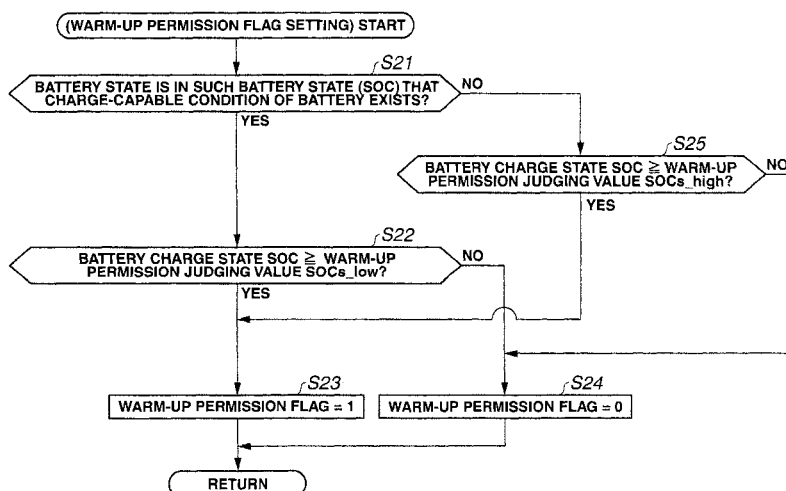 (WARM-UP PERMISSION FLAG SETTING) START
S21
BATTERY STATE IS IN SUCH BATTERY STATE (SOC) THAT
CHARGE-CAPABLE CONDITION OF BATTERY EXISTS?
NO
YES
S25
BATTERY CHARGE STATE SOC ≧ WARM-UP
PERMISSION JUDGING VALUE SOCs_high?
NO
YES
S22
BATTERY CHARGE STATE SOC ≧ WARM-UP
PERMISSION JUDGING VALUE SOCs_low?
NO
YES
S23
WARM-UP PERMISSION FLAG = 1
S24
WARM-UP PERMISSION FLAG = 0
RETURN